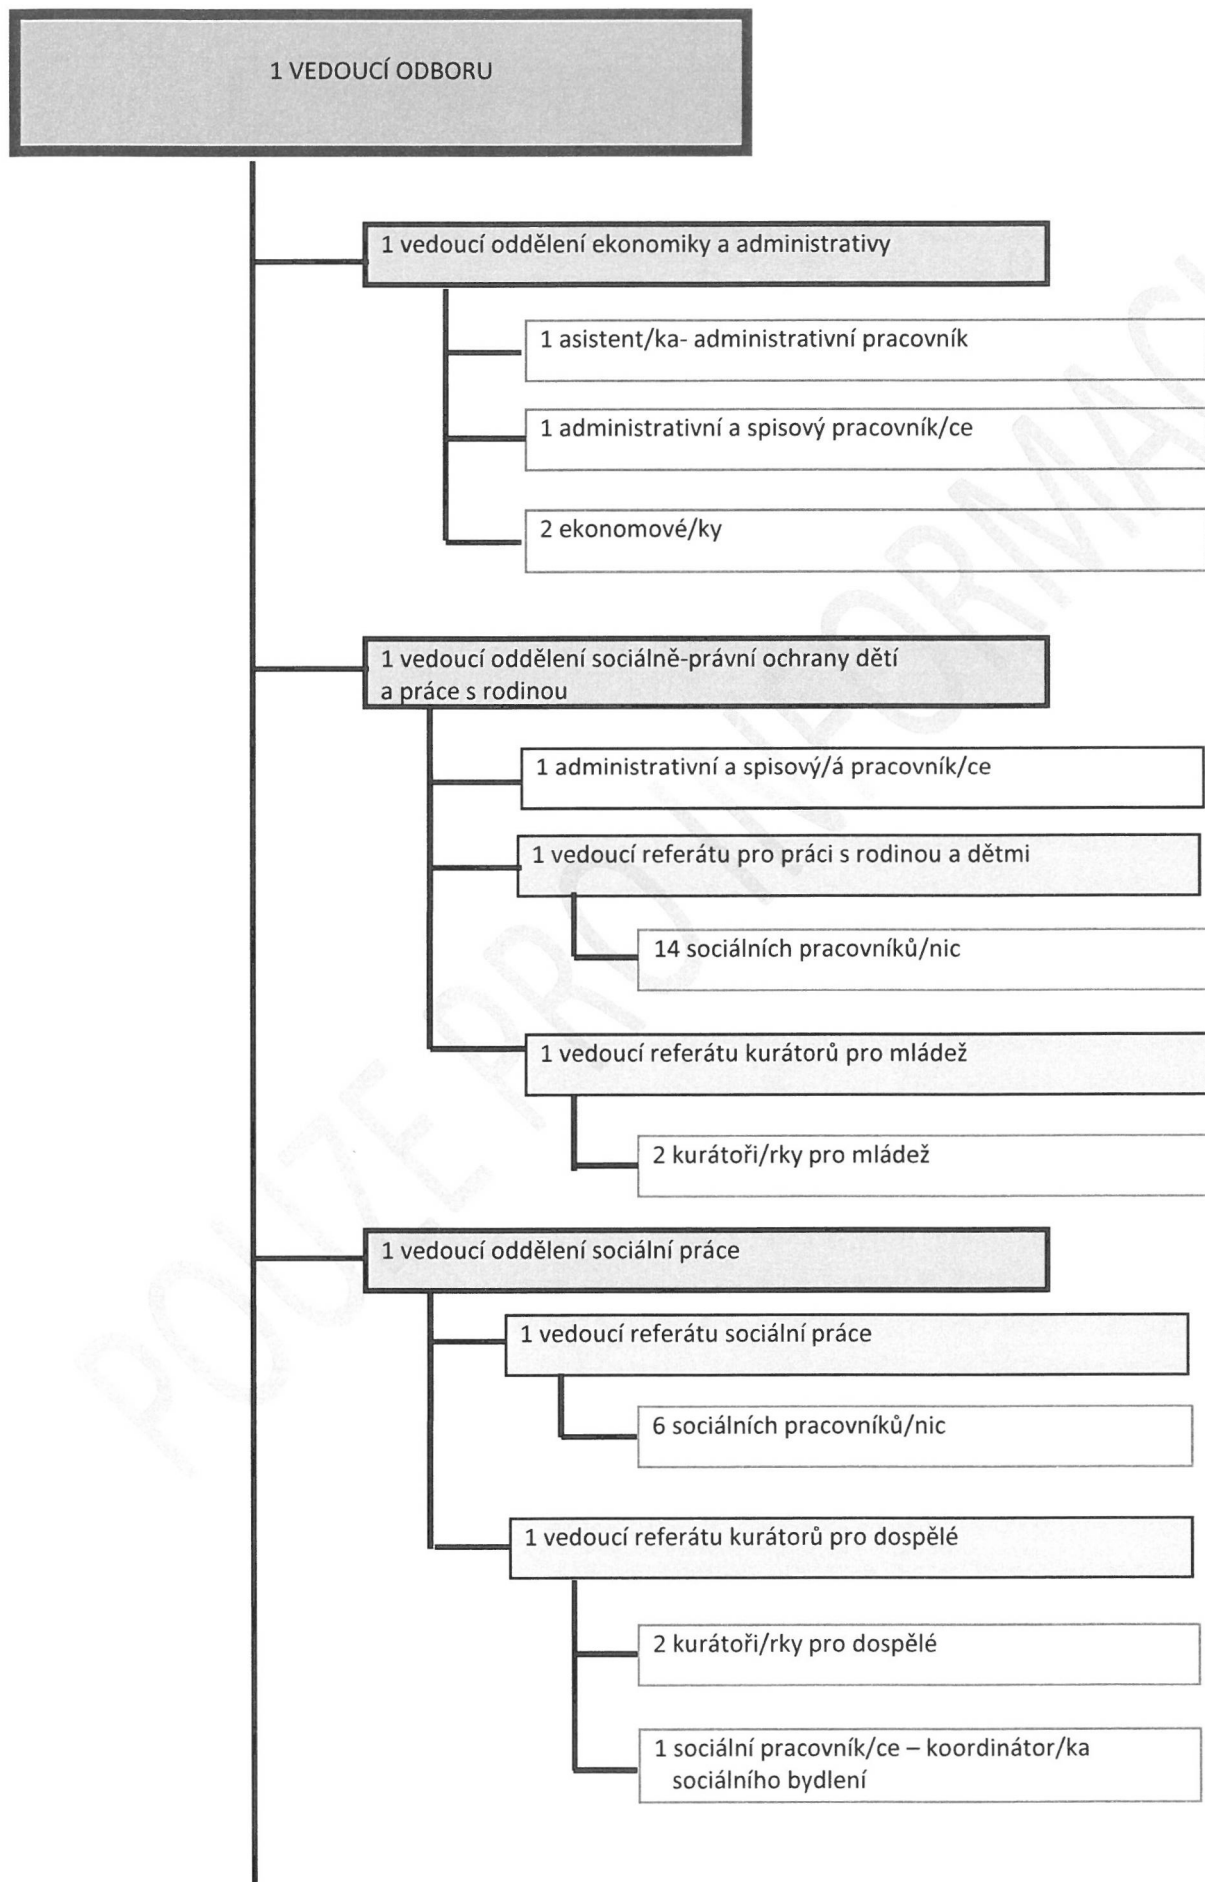 1 VEDOUCÍ ODBORU
1 vedoucí oddělení ekonomiky a administrativy
1 asistent/ka- administrativní pracovník
1 administrativní a spisový pracovník/ce
2 ekonomové/ky
1 vedoucí oddělení sociálně-právní ochrany dětí
a práce s rodinou
1 administrativní a spisový/á pracovník/ce
1 vedoucí referátu pro práci s rodinou a dětmi
14 sociálních pracovníků/nic
1 vedoucí referátu kurátorů pro mládež
2 kurátoři/rky pro mládež
1 vedoucí oddělení sociální práce
1 vedoucí referátu sociální práce
6 sociálních pracovníků/nic
1 vedoucí referátu kurátorů pro dospělé
2 kurátoři/rky pro dospělé
1 sociální pracovník/ce – koordinátor/ka
sociálního bydlení
POUZE PRO INFORMACI